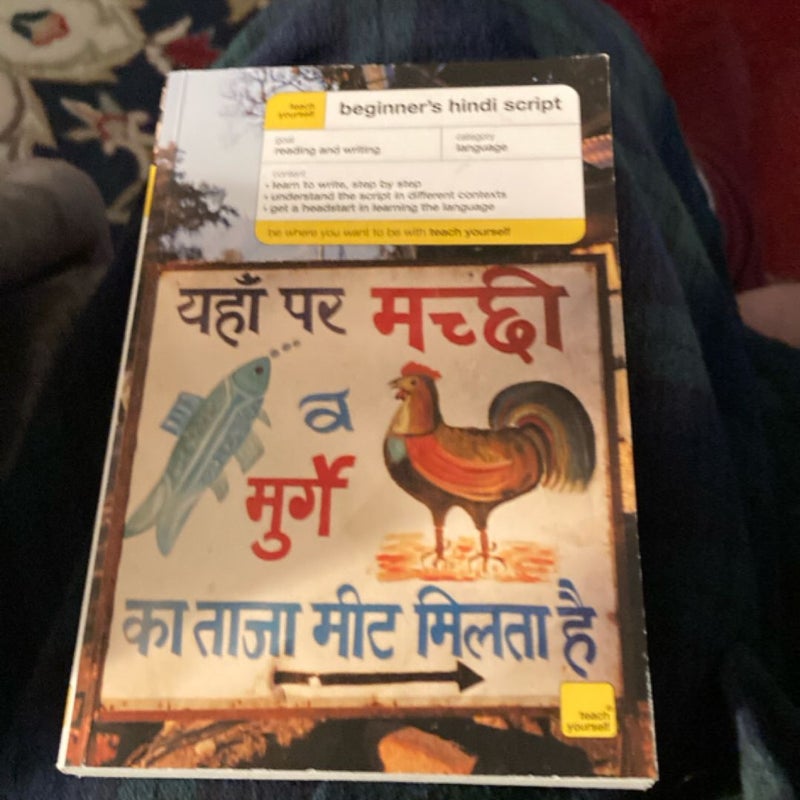 teach
yourself
beginner's hindi script
goal
reading and writing
category
language
content
• learn to write, step by step
• understand the script in different contexts
• get a headstart in learning the language
be where you want to be with teach yourself
यहाँ पर मच्छी
व
मुर्गे
का ताजा मीट मिलता है
teach
yourself